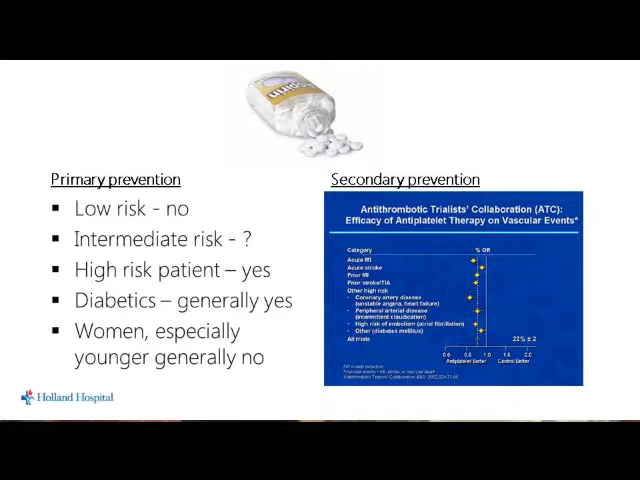 Aspirin
Primary prevention
Low risk - no
Intermediate risk - ?
High risk patient – yes
Diabetics – generally yes
Women, especially
younger generally no
Secondary prevention
Antithrombotic Trialists' Collaboration (ATC):
Efficacy of Antiplatelet Therapy on Vascular Events*
Category % OR
Acute MI
Acute stroke
Prior MI
Prior stroke/TIA
Other high risk
Coronary artery disease
(unstable angina, heart failure)
Peripheral arterial disease
(intermittent claudication)
High risk of embolism (atrial fibrillation)
Other (diabetes mellitus)
All trials 22% ± 2
0.0 0.5 1.0 1.5 2.0
Antiplatelet Better Control Better
Holland Hospital